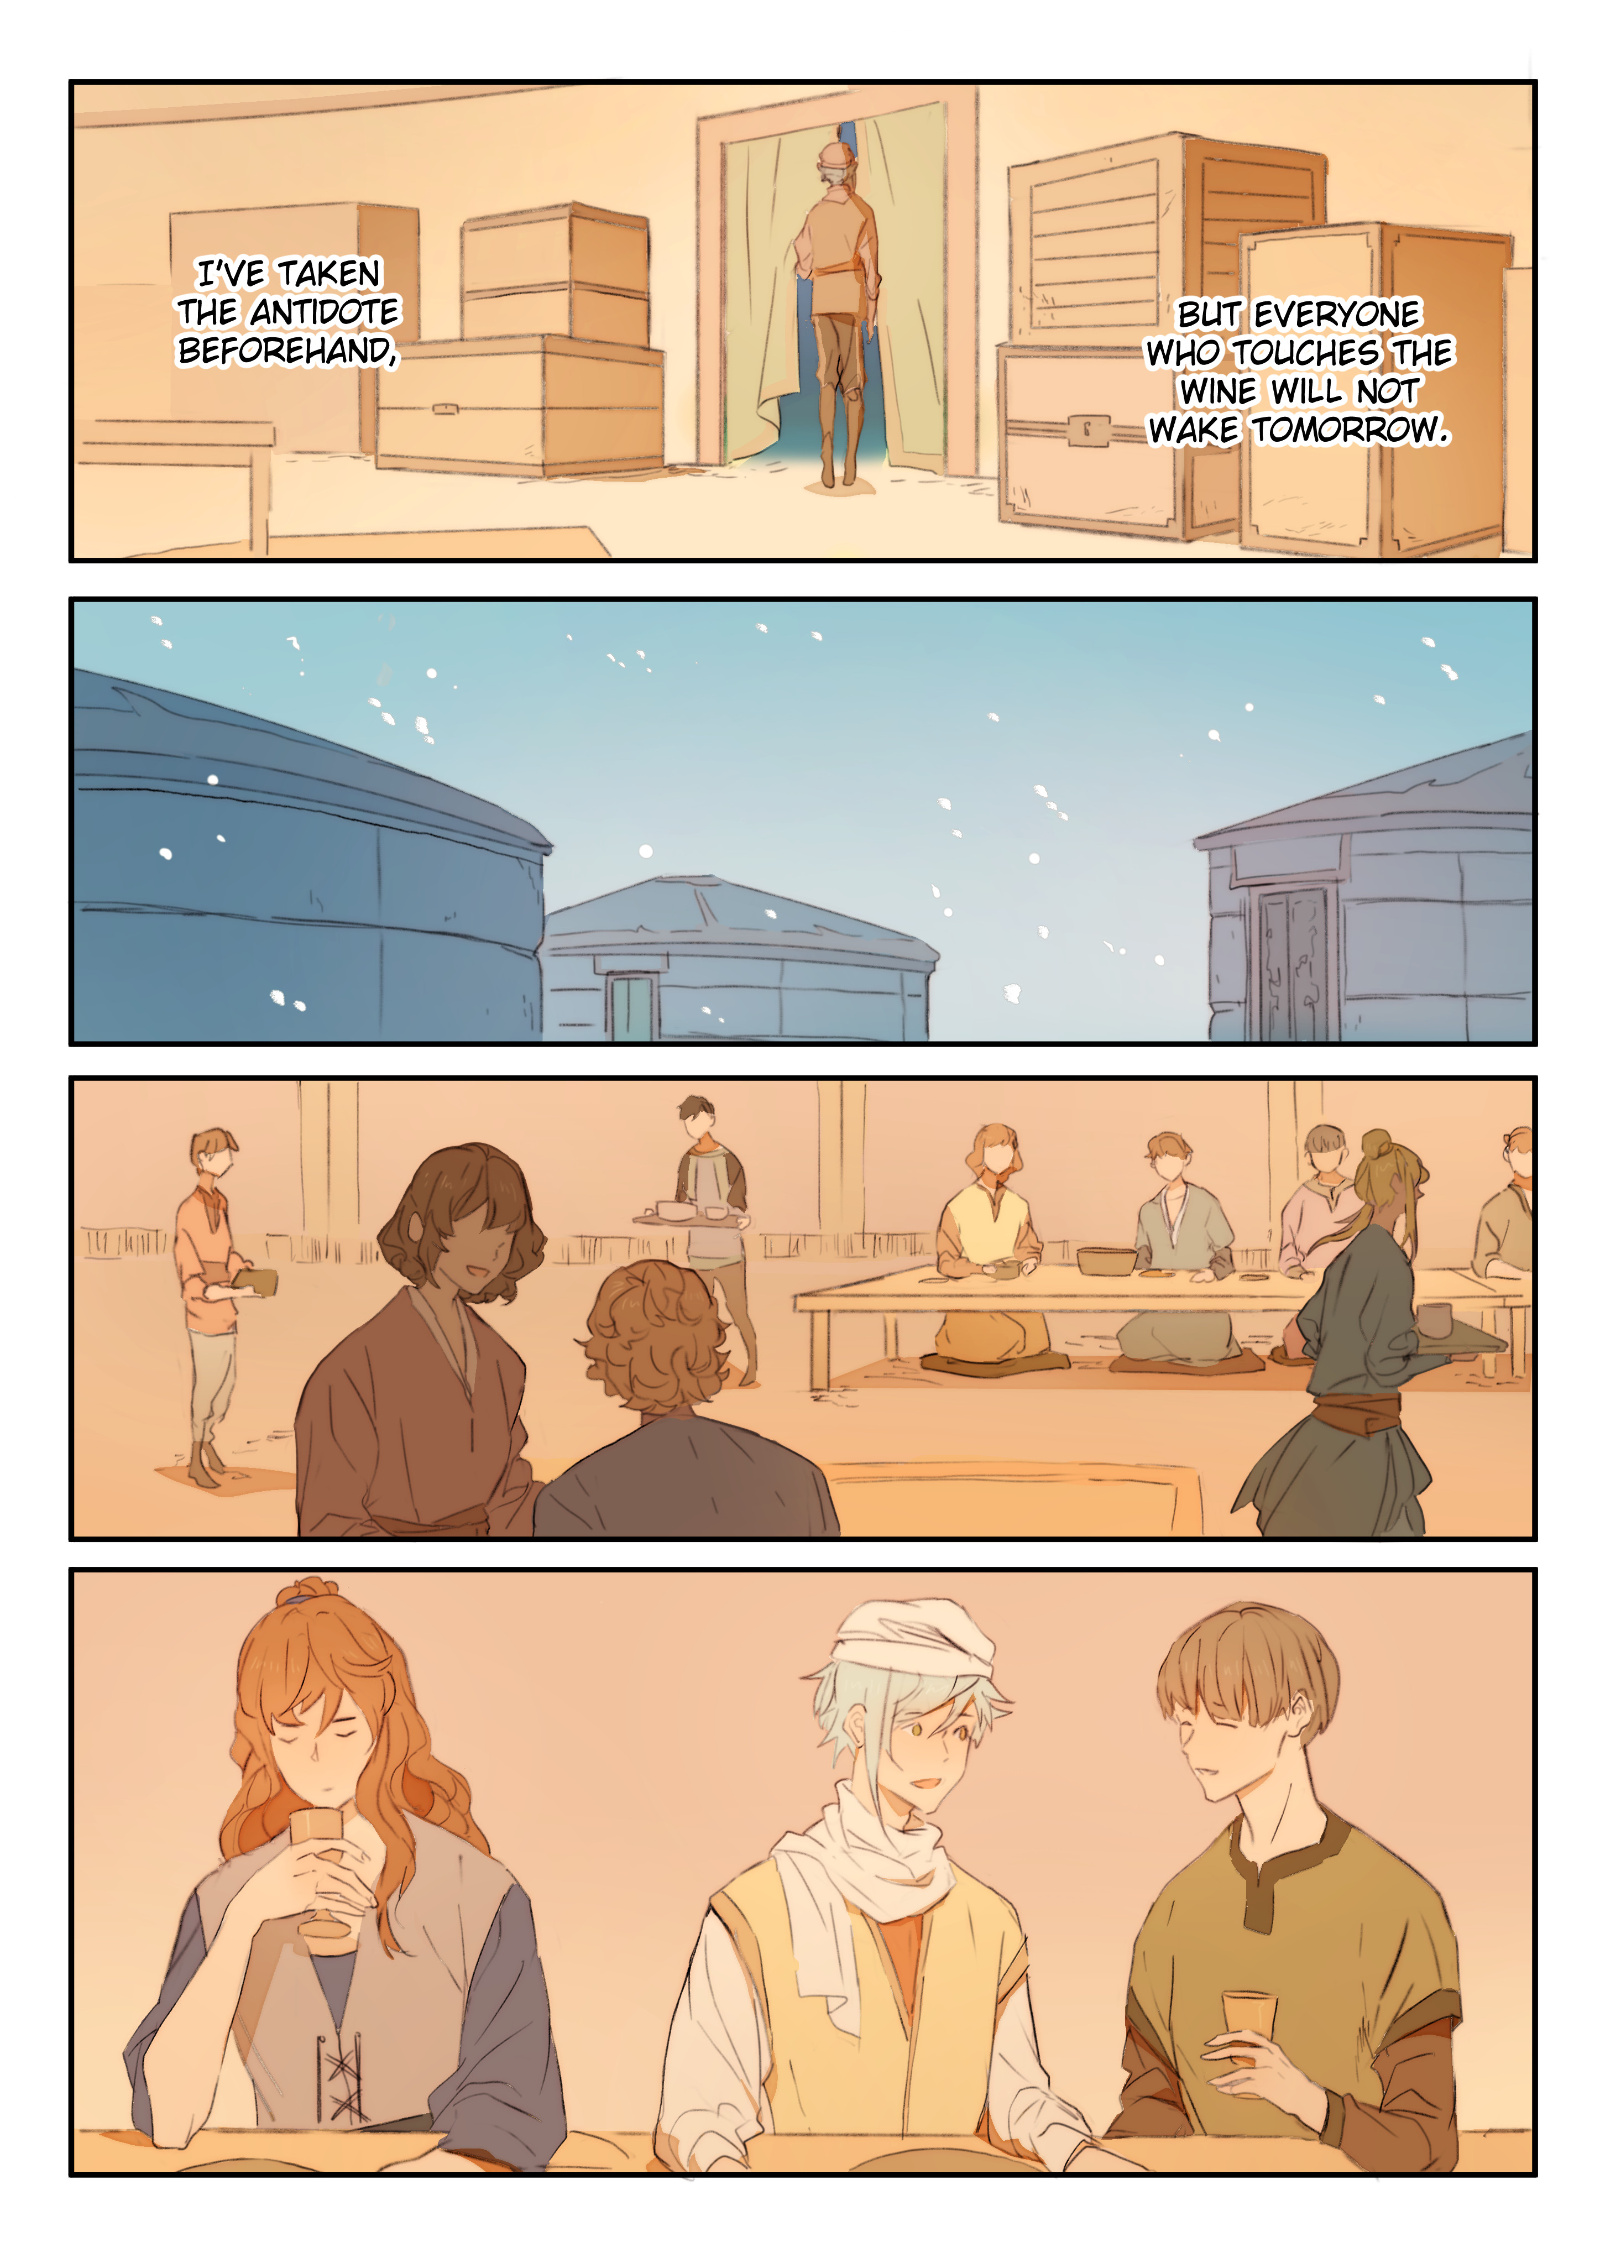 I'VE TAKEN
THE ANTIDOTE
BEFOREHAND,
BUT EVERYONE
WHO TOUCHES THE
WINE WILL NOT
WAKE TOMORROW.